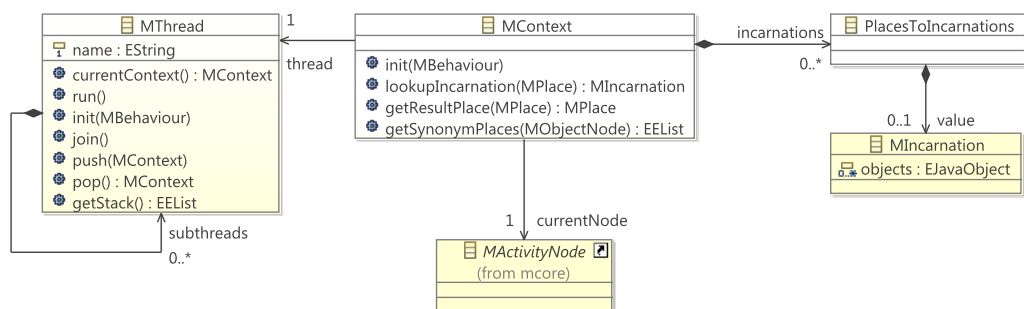 MThread
name : EString
currentContext() : MContext
run()
init(MBehaviour)
join()
push(MContext)
pop() : MContext
getStack() : EEList
subthreads
0..*
1
thread
MContext
init(MBehaviour)
lookupIncarnation(MPlace) : MIncarnation
getResultPlace(MPlace) : MPlace
getSynonymPlaces(MObjectNode) : EEList
incarnations
0..*
PlacesToIncarnations
0..1 value
MIncarnation
objects : EJavaObject
1 currentNode
MActivityNode
(from mcore)